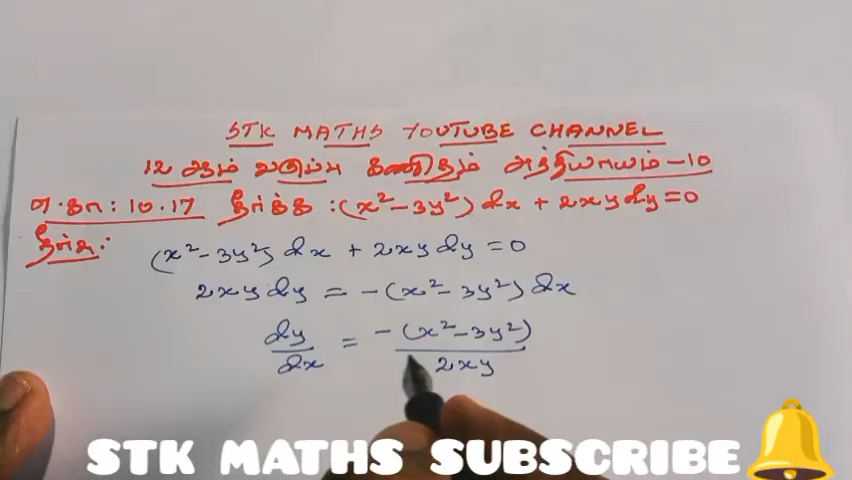 STK MATHS YOUTUBE CHANNEL
12 ஆம் வகுப்பு கணிதம் அத்தியாயம் - 10
எ.கா : 10.17 தீர்க்க : (x² - 3y²) dx + 2xy dy = 0
தீர்வு :
(x² - 3y²) dx + 2xy dy = 0
2xy dy = - (x² - 3y²) dx
dy/dx = - (x² - 3y²) / 2xy
STK MATHS SUBSCRIBE